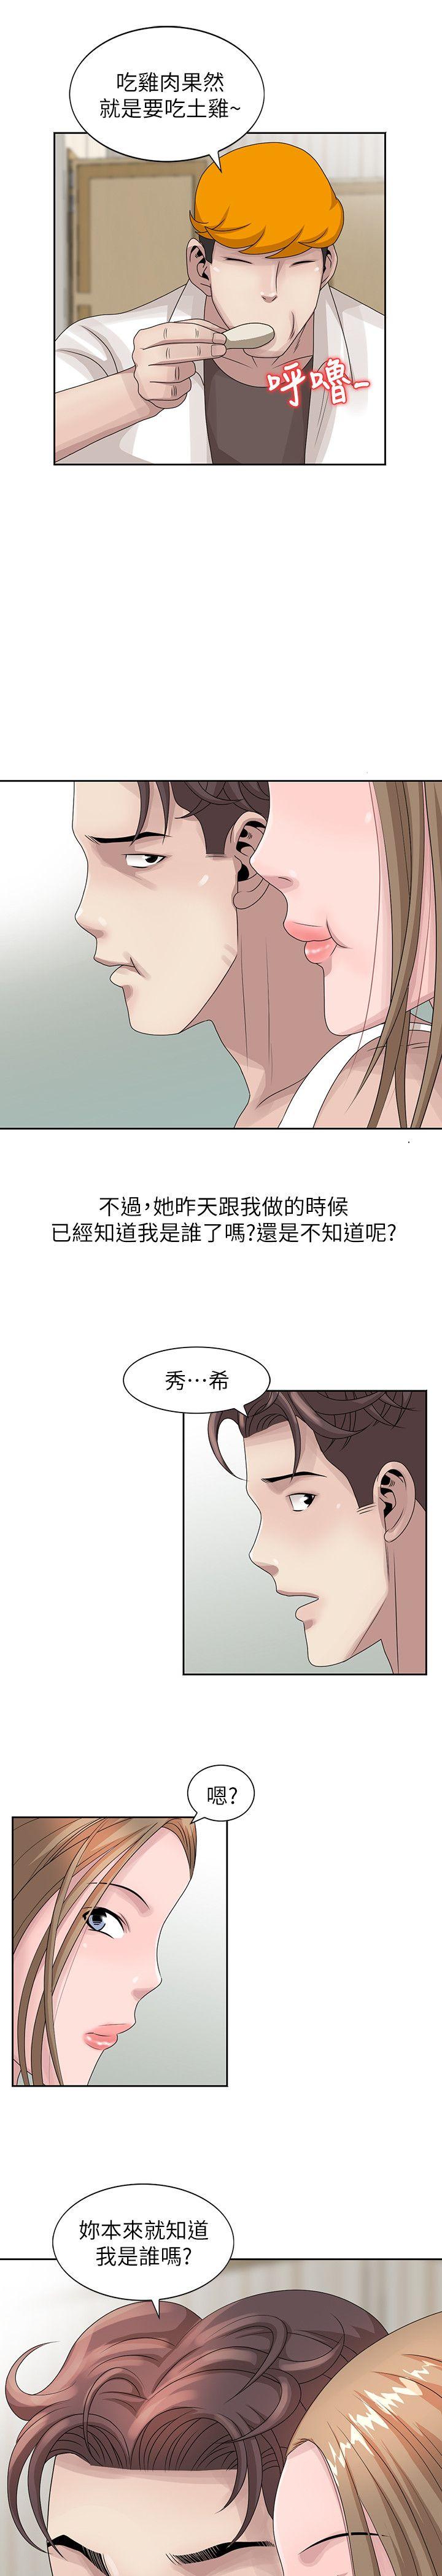 吃雞肉果然
就是要吃土雞~
呼嚕~
不過,她昨天跟我做的時候
已經知道我是誰了嗎?還是不知道呢?
秀⋯希
嗯?
妳本來就知道
我是誰嗎?